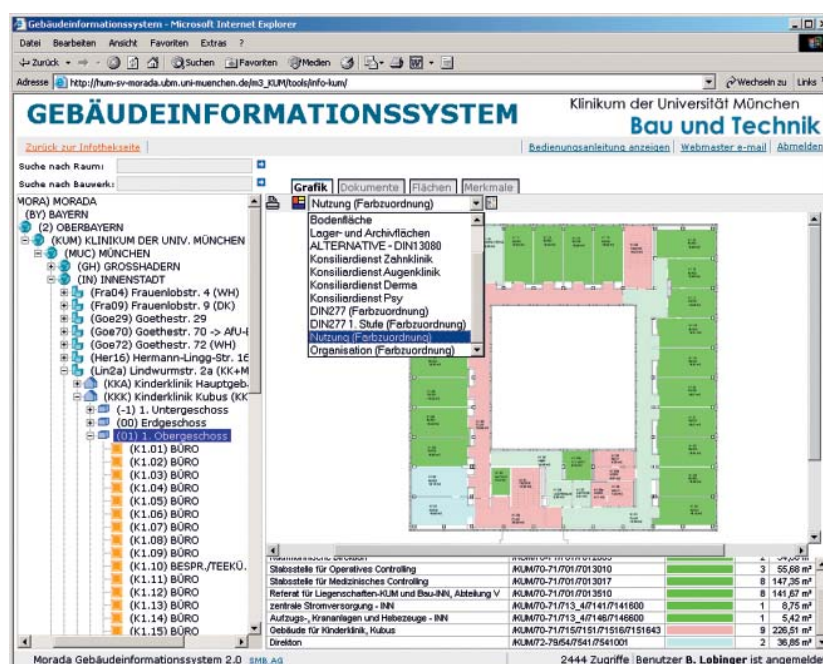 Gebäudeinformationssystem - Microsoft Internet Explorer
Datei Bearbeiten Ansicht Favoriten Extras ?
Zurück Suchen Favoriten Medien
Adresse http://hum-sv-morada.ubm.uni-muenchen.de/m3_KUM/tools/info-kum/ Wechseln zu Links
GEBÄUDEINFORMATIONSSYSTEM
Klinikum der Universität München
Bau und Technik
Zurück zur Infothekseite
Bedienungsanleitung anzeigen Webmaster e-mail Abmelden
Suche nach Raum:
Suche nach Bauwerk:
Grafik Dokumente Flächen Merkmale
Nutzung (Farbzuordnung)
Bodenfläche
Lager- und Archivflächen
ALTERNATIVE - DIN13080
Konsiliardienst Zahnklinik
Konsiliardienst Augenklinik
Konsiliardienst Derma
Konsiliardienst Psy
DIN277 (Farbzuordnung)
DIN277 1. Stufe (Farbzuordnung)
Nutzung (Farbzuordnung)
Organisation (Farbzuordnung)
MORA) MORADA
(BY) BAYERN
(2) OBERBAYERN
(KUM) KLINIKUM DER UNIV. MÜNCHEN
(MUC) MÜNCHEN
(GH) GROSSHADERN
(IN) INNENSTADT
(Fra04) Frauenlobstr. 4 (WH)
(Fra09) Frauenlobstr. 9 (DK)
(Goe29) Goethestr. 29
(Goe70) Goethestr. 70 -> AfU-
(Goe72) Goethestr. 72 (WH)
(Her16) Hermann-Lingg-Str. 16
(Lin2a) Lindwurmstr. 2a (KK+M
(KKA) Kinderklinik Hauptgeb.
(KKK) Kinderklinik Kubus (KK
(-1) 1. Untergeschoss
(00) Erdgeschoss
(01) 1. Obergeschoss
(K1.01) BÜRO
(K1.02) BÜRO
(K1.03) BÜRO
(K1.04) BÜRO
(K1.05) BÜRO
(K1.06) BÜRO
(K1.07) BÜRO
(K1.08) BÜRO
(K1.09) BÜRO
(K1.10) BESPR./TEEKÜ.
(K1.11) BÜRO
(K1.12) BÜRO
(K1.13) BÜRO
(K1.14) BÜRO
(K1.15) BÜRO
Stabsstelle für Operatives Controlling /KUM/70-71/701/7013010 3 55,68 m²
Stabsstelle für Medizinisches Controlling /KUM/70-71/701/7013017 8 147,35 m²
Referat für Liegenschaften-KUM und Bau-INN, Abteilung V /KUM/70-71/701/7013510 8 141,67 m²
zentrale Stromversorgung - INN /KUM/70-71/713_4/7141/7141600 1 8,75 m²
Aufzugs-, Krananlagen und Hebezeuge - INN /KUM/70-71/713_4/7146/7146600 1 5,42 m²
Gebäude für Kinderklinik, Kubus /KUM/70-71/715/7151/71516/7151643 9 226,51 m²
Direktion /KUM/72-79/54/7541/7541001 2 36,85 m²
Morada Gebäudeinformationssystem 2.0 SMB AG
2444 Zugriffe Benutzer B. Lobinger ist angemeldet